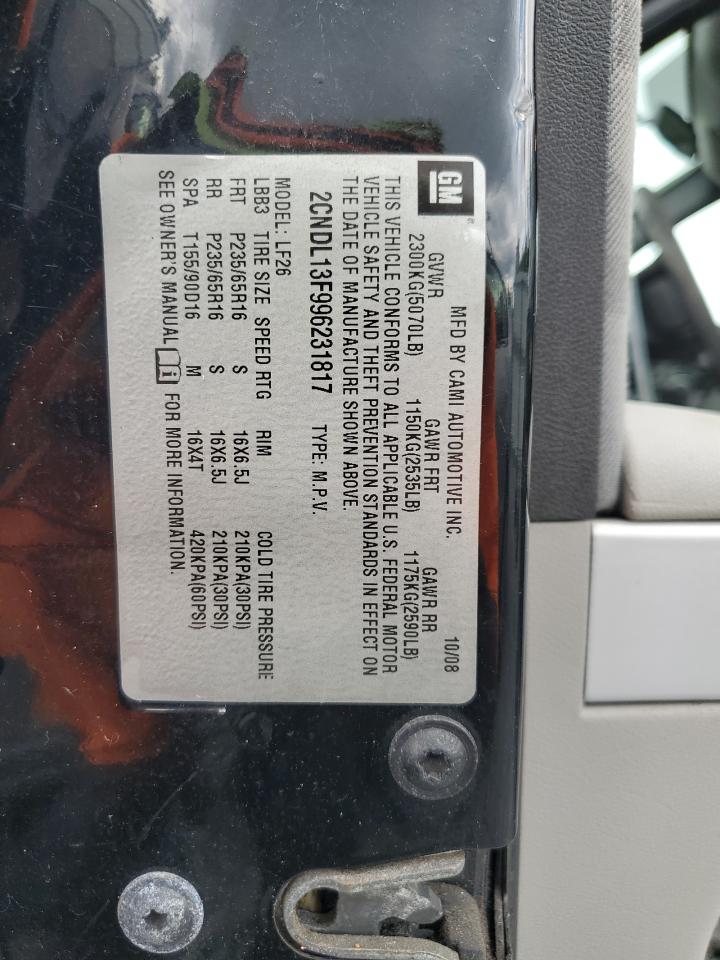 GM
MFD BY CAMI AUTOMOTIVE INC. 10/08
GVWR GAWR FRT GAWR RR
2300KG(5070LB) 1150KG(2535LB) 1175KG(2590LB)
THIS VEHICLE CONFORMS TO ALL APPLICABLE U.S. FEDERAL MOTOR
VEHICLE SAFETY AND THEFT PREVENTION STANDARDS IN EFFECT ON
THE DATE OF MANUFACTURE SHOWN ABOVE.
2CNDL13F996231817 TYPE: M.P.V.
MODEL: LF26
LBB3 TIRE SIZE SPEED RTG RIM COLD TIRE PRESSURE
FRT P235/65R16 S 16X6.5J 210KPA(30PSI)
RR P235/65R16 S 16X6.5J 210KPA(30PSI)
SPA T155/90D16 M 16X4T 420KPA(60PSI)
SEE OWNER'S MANUAL FOR MORE INFORMATION.